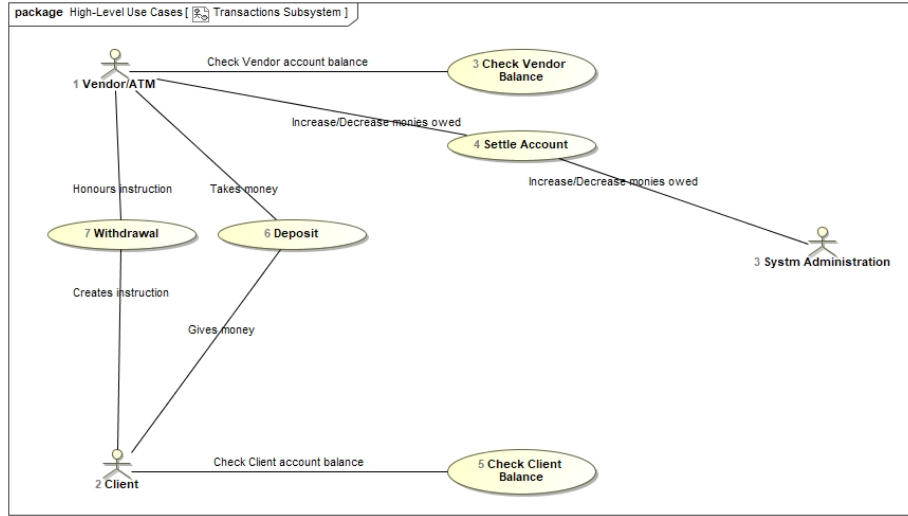 package High-Level Use Cases [ Transactions Subsystem ]
Check Vendor account balance
3 Check Vendor
Balance
1 Vendor/ATM
Increase/Decrease monies owed
4 Settle Account
Increase/Decrease monies owed
Honours instruction
Takes money
7 Withdrawal
6 Deposit
3 Systm Administration
Creates instruction
Gives money
Check Client account balance
5 Check Client
Balance
2 Client